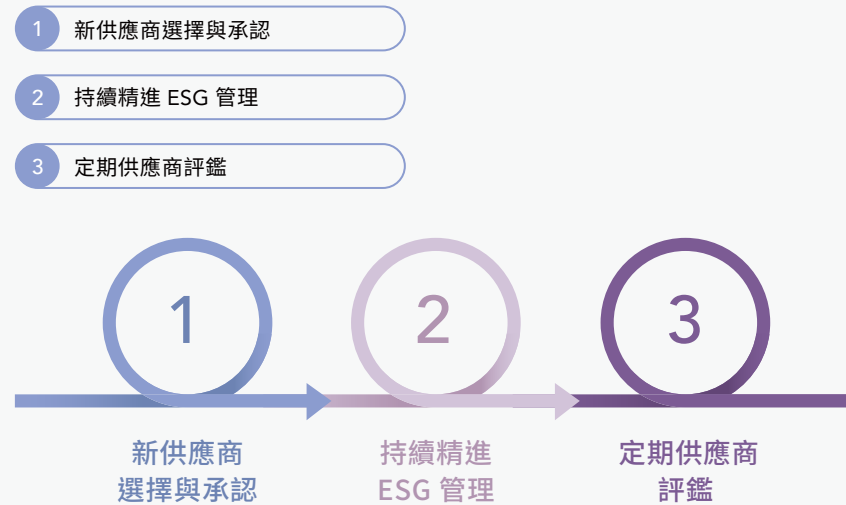 1 新供應商選擇與承認
2 持續精進 ESG 管理
3 定期供應商評鑑
1
2
3
新供應商
選擇與承認
持續精進
ESG 管理
定期供應商
評鑑